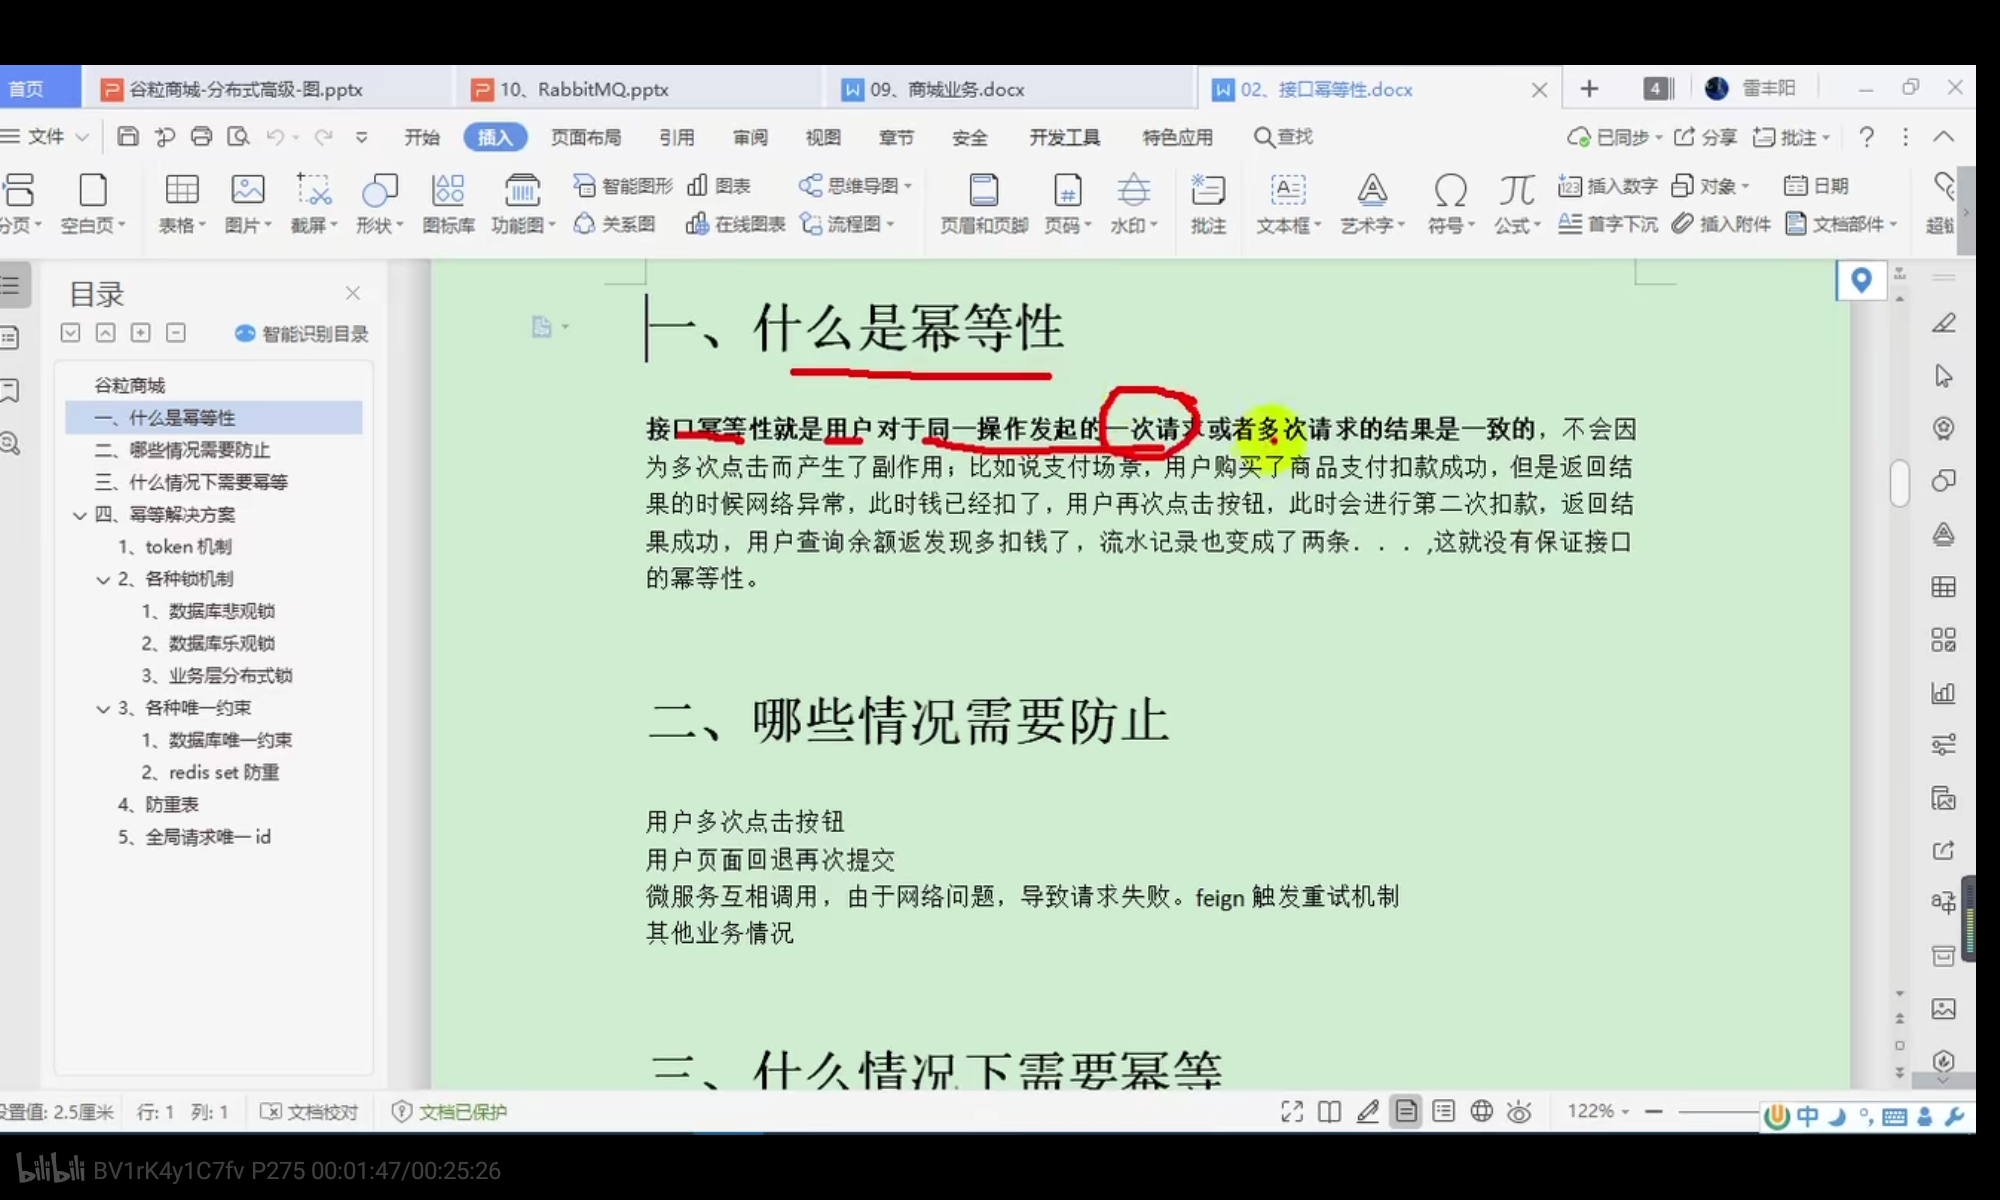 首页 谷粒商城-分布式高级-图.pptx 10、RabbitMQ.pptx 09、商城业务.docx 02、接口幂等性.docx 4 雷丰阳
文件 开始 插入 页面布局 引用 审阅 视图 章节 安全 开发工具 特色应用 查找 已同步 分享 批注
分页 空白页 表格 图片 截屏 形状 图标库 功能图 智能图形 图表 关系图 在线图表 思维导图 流程图 页眉和页脚 页码 水印 批注 文本框 艺术字 符号 公式 插入数字 对象 日期 首字下沉 插入附件 文档部件
目录
智能识别目录
谷粒商城
一、什么是幂等性
二、哪些情况需要防止
三、什么情况下需要幂等
四、幂等解决方案
1、token 机制
2、各种锁机制
1、数据库悲观锁
2、数据库乐观锁
3、业务层分布式锁
3、各种唯一约束
1、数据库唯一约束
2、redis set 防重
4、防重表
5、全局请求唯一 id
一、什么是幂等性
接口幂等性就是用户对于同一操作发起的一次请求或者多次请求的结果是一致的，不会因
为多次点击而产生了副作用；比如说支付场景，用户购买了商品支付扣款成功，但是返回结
果的时候网络异常，此时钱已经扣了，用户再次点击按钮，此时会进行第二次扣款，返回结
果成功，用户查询余额返发现多扣钱了，流水记录也变成了两条．．．,这就没有保证接口
的幂等性。
二、哪些情况需要防止
用户多次点击按钮
用户页面回退再次提交
微服务互相调用，由于网络问题，导致请求失败。feign 触发重试机制
其他业务情况
三、什么情况下需要幂等
设置值: 2.5厘米 行: 1 列: 1 文档校对 文档已保护 122% 中
bilibili BV1rK4y1C7fv P275 00:01:47/00:25:26